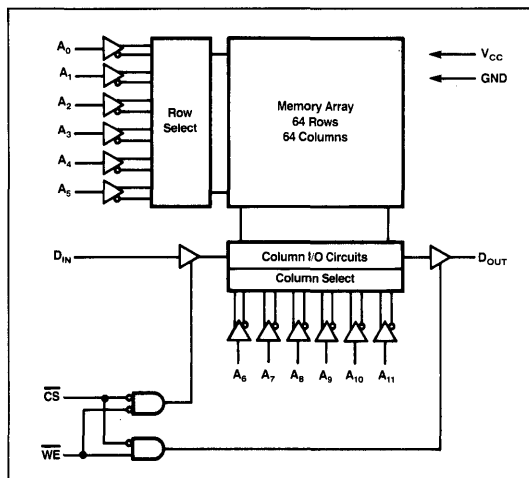 A0
A1
A2
A3
A4
A5
Row
Select
Memory Array
64 Rows
64 Columns
VCC
GND
DIN
Column I/O Circuits
Column Select
DOUT
A6 A7 A8 A9 A10 A11
CS
WE